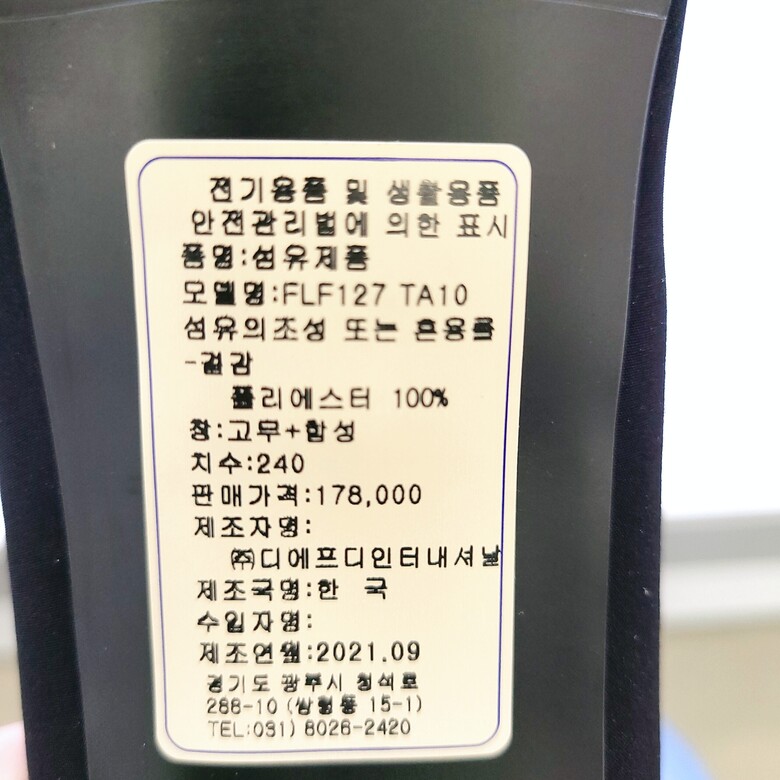 전기용품 및 생활용품
안전관리법에 의한 표시
품명:섬유제품
모델명:FLF127 TA10
섬유의조성 또는 혼용률
-겉감
폴리에스터 100%
창:고무+합성
치수:240
판매가격:178,000
제조자명:
㈜디에프디인터내셔날
제조국명:한 국
수입자명:
제조연월:2021.09
경기도 광주시 청석로
288-10 (쌍령동 15-1)
TEL:031) 8026-2420